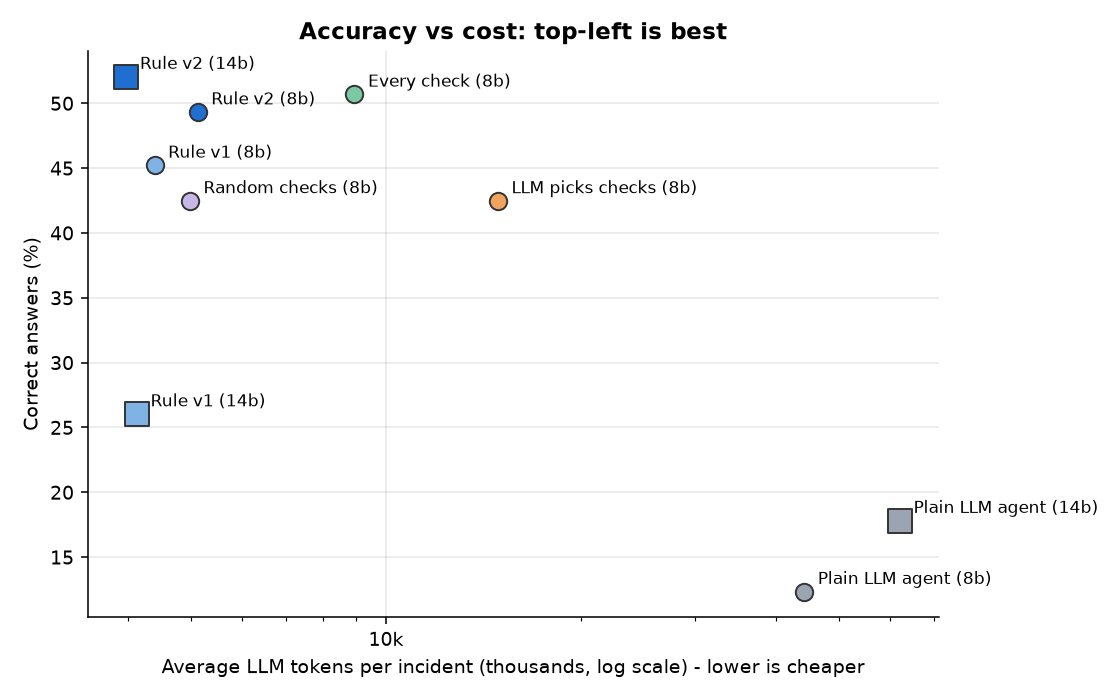 Accuracy vs cost: top-left is best
Rule v2 (14b)
Every check (8b)
Rule v2 (8b)
Rule v1 (8b)
Random checks (8b)
LLM picks checks (8b)
Rule v1 (14b)
Plain LLM agent (14b)
Plain LLM agent (8b)
Correct answers (%)
50
45
40
35
30
25
20
15
10k
Average LLM tokens per incident (thousands, log scale) - lower is cheaper